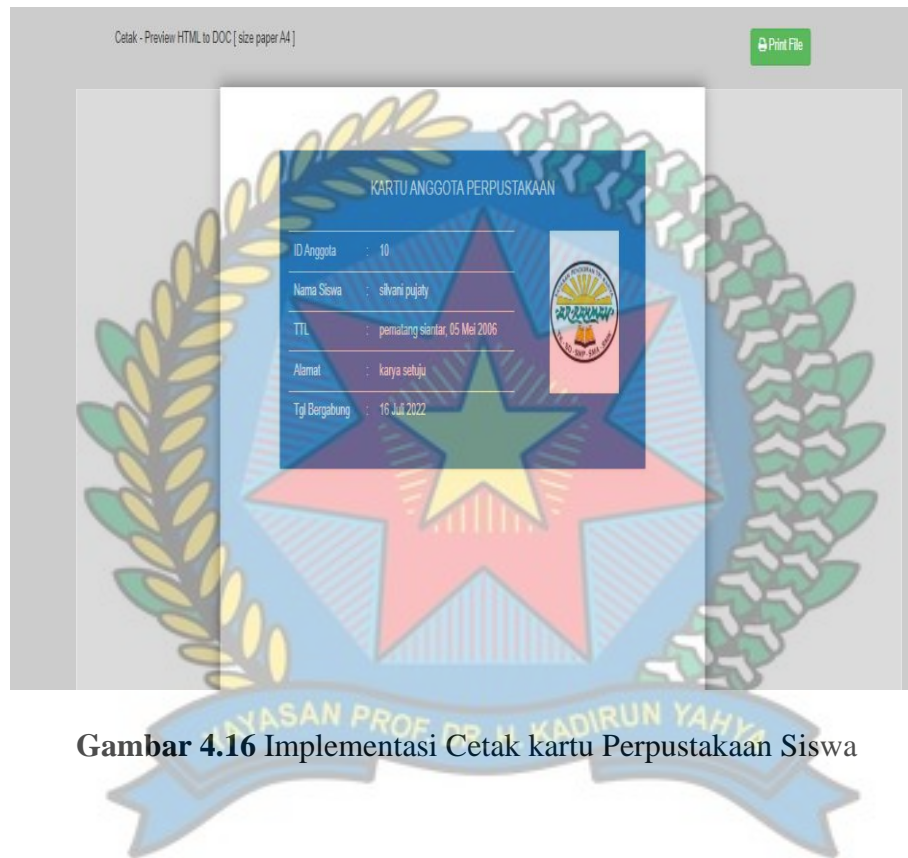 Cetak - Preview HTML to DOC [ size paper A4 ]
Print File
KARTU ANGGOTA PERPUSTAKAAN
ID Anggota : 10
Nama Siswa : silvani pujaty
TTL : pematang siantar, 05 Mei 2006
Alamat : karya setuju
Tgl Bergabung : 16 Juli 2022
AR-RAHMAN
YAYASAN PROF. DR. H. KADIRUN YAHYA
Gambar 4.16 Implementasi Cetak kartu Perpustakaan Siswa